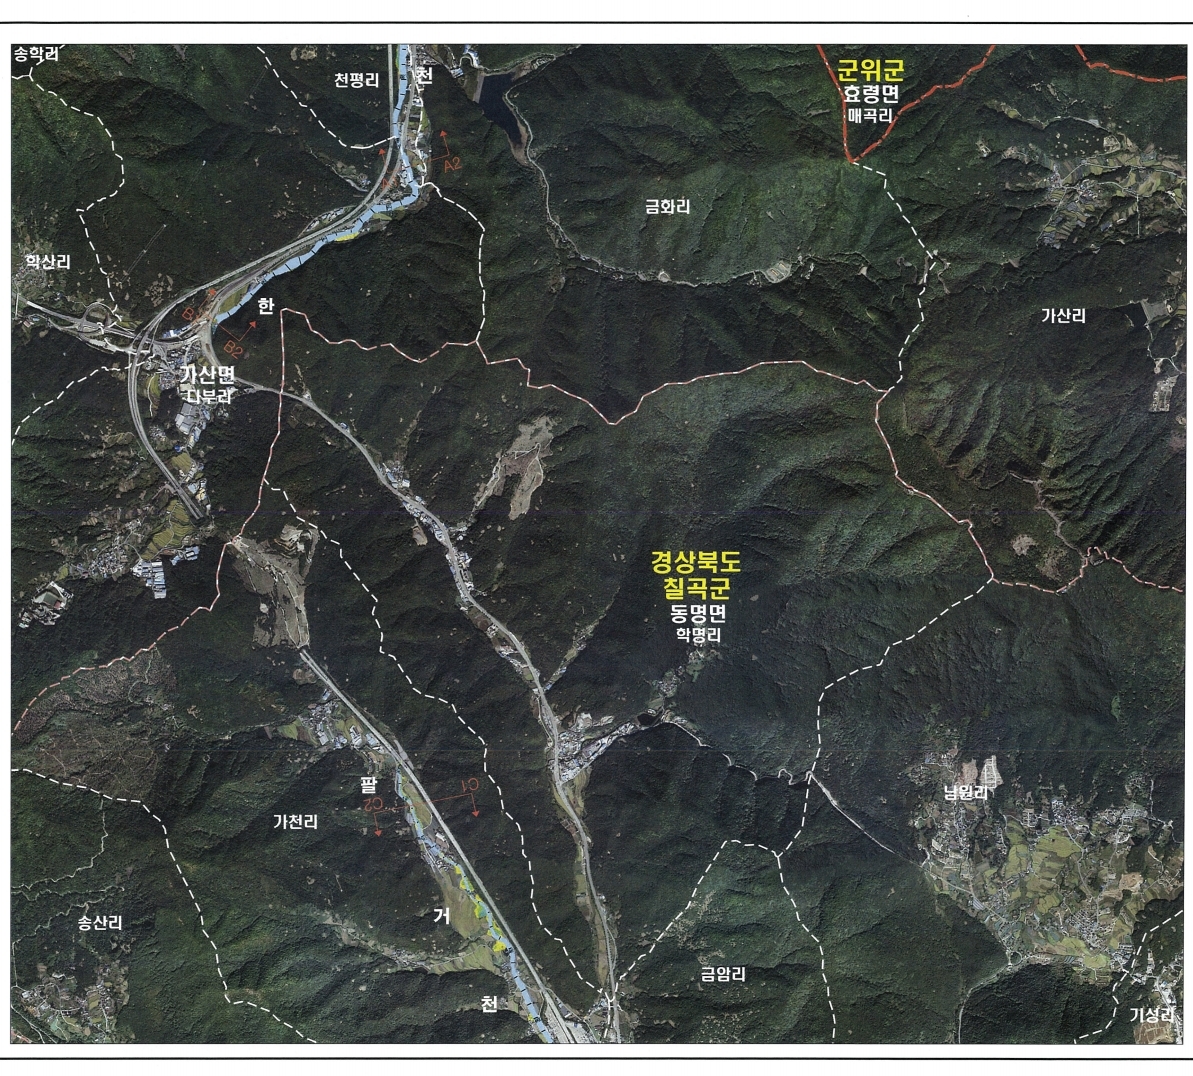 송학리
천평리
천
군위군
효령면
매곡리
A2
금화리
학산리
한
가산리
B2
가산면
다부리
경상북도
칠곡군
동명면
학명리
팔
C1
C2
남원리
가천리
거
송산리
금암리
천
기성리